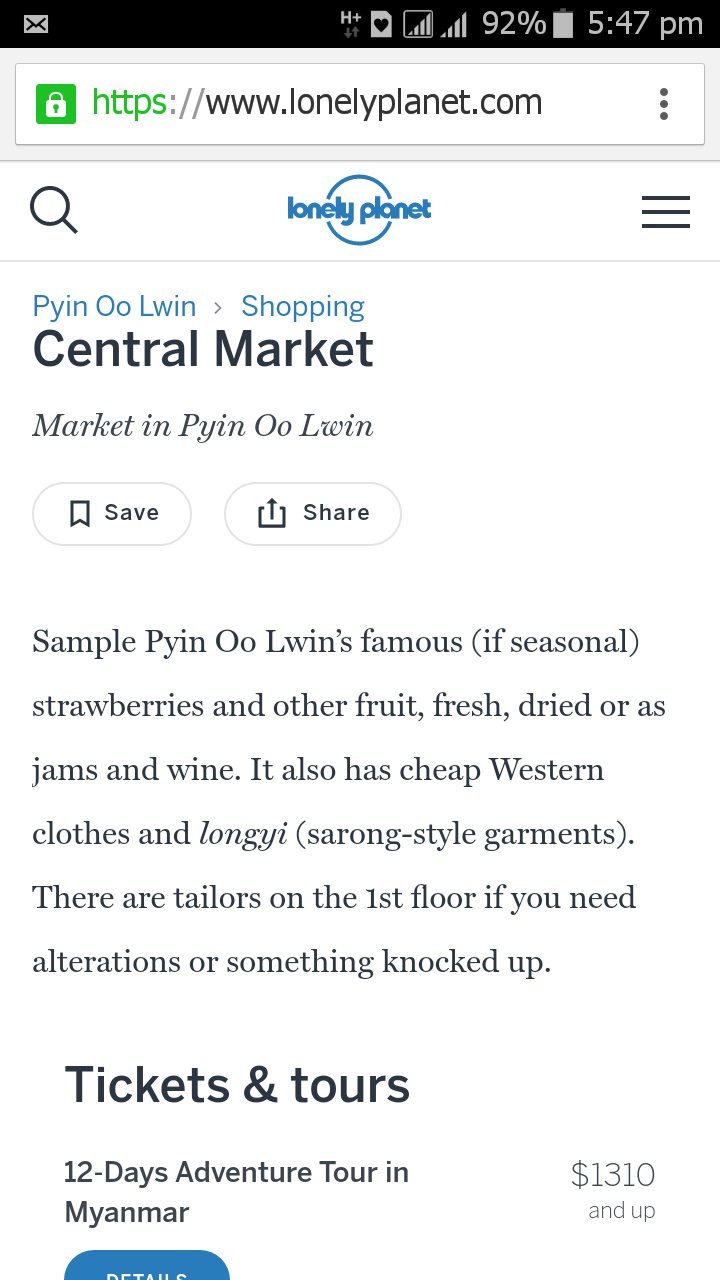 H+ 92% 5:47 pm
https://www.lonelyplanet.com
lonely planet
Pyin Oo Lwin › Shopping
Central Market
Market in Pyin Oo Lwin
Save Share
Sample Pyin Oo Lwin’s famous (if seasonal)
strawberries and other fruit, fresh, dried or as
jams and wine. It also has cheap Western
clothes and longyi (sarong-style garments).
There are tailors on the 1st floor if you need
alterations or something knocked up.
Tickets & tours
12-Days Adventure Tour in $1310
Myanmar and up
DETAILS